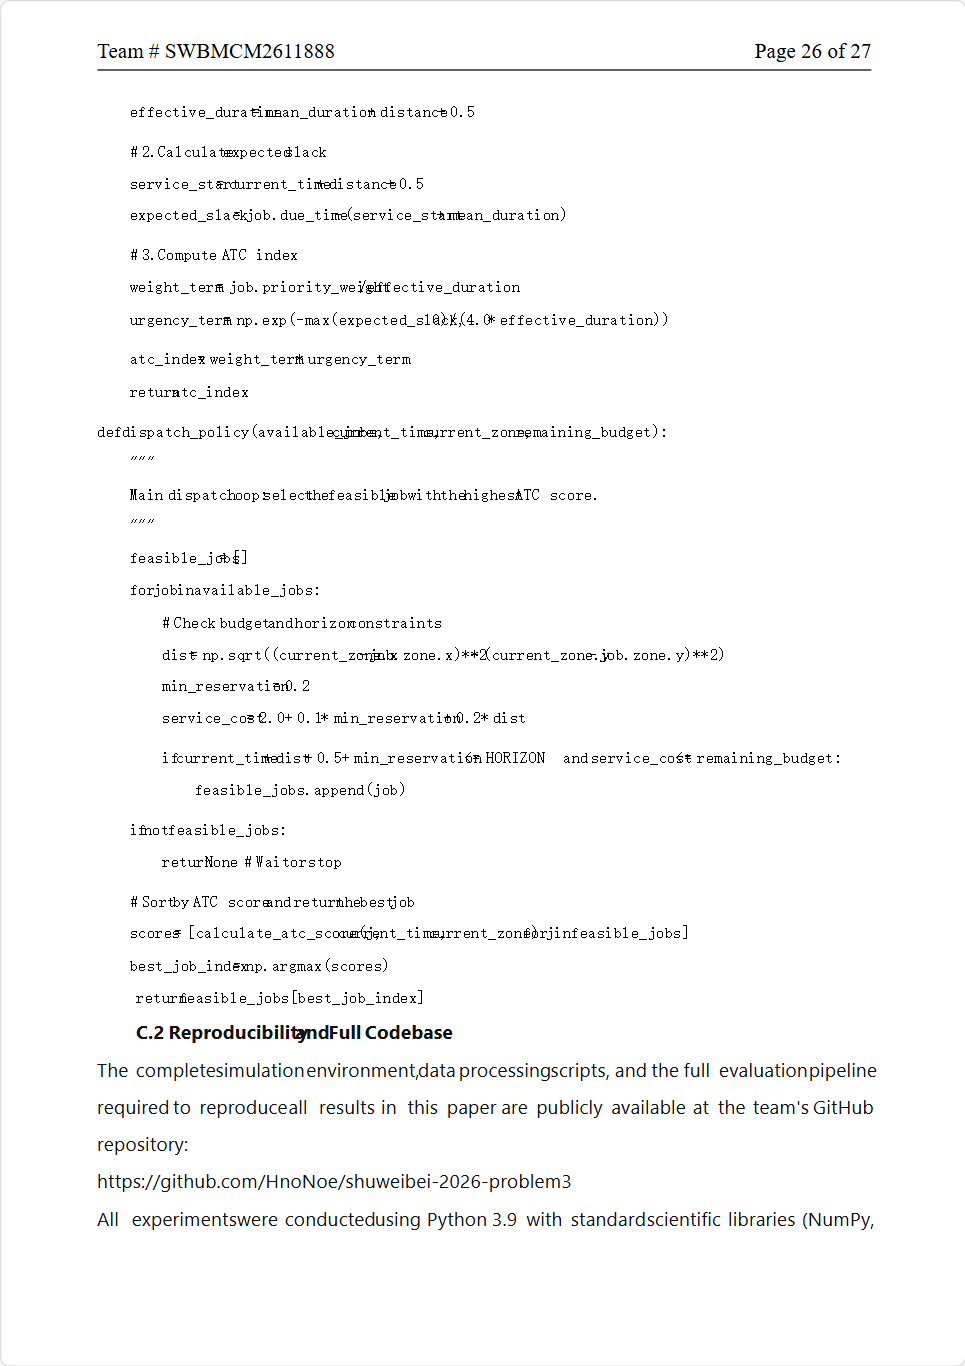 Team # SWBMCM2611888 Page 26 of 27
effective_duration = mean_duration + distance * 0.5
# 2. Calculate expected slack
service_start = current_time + distance * 0.5
expected_slack = job.due_time - (service_start + mean_duration)
# 3. Compute ATC index
weight_term = job.priority_weight / effective_duration
urgency_term = np.exp(-max(expected_slack, 0) / (4.0 * effective_duration))
atc_index = weight_term * urgency_term
return atc_index
def dispatch_policy(available_jobs, current_time, current_zone, remaining_budget):
"""
Main dispatch loop: select the feasible job with the highest ATC score.
"""
feasible_jobs = []
for job in available_jobs:
# Check budget and horizon constraints
dist = np.sqrt((current_zone.x - job.zone.x)**2 + (current_zone.y - job.zone.y)**2)
min_reservation = 0.2
service_cost = 2.0 + 0.1 * min_reservation + 0.2 * dist
if current_time + dist * 0.5 + min_reservation <= HORIZON and service_cost <= remaining_budget:
feasible_jobs.append(job)
if not feasible_jobs:
return None # Wait or stop
# Sort by ATC score and return the best job
scores = [calculate_atc_score(j, current_time, current_zone) for j in feasible_jobs]
best_job_index = np.argmax(scores)
return feasible_jobs[best_job_index]
C.2 Reproducibility and Full Codebase
The complete simulation environment, data processing scripts, and the full evaluation pipeline
required to reproduce all results in this paper are publicly available at the team's GitHub
repository:
https://github.com/HnoNoe/shuweibei-2026-problem3
All experiments were conducted using Python 3.9 with standard scientific libraries (NumPy,